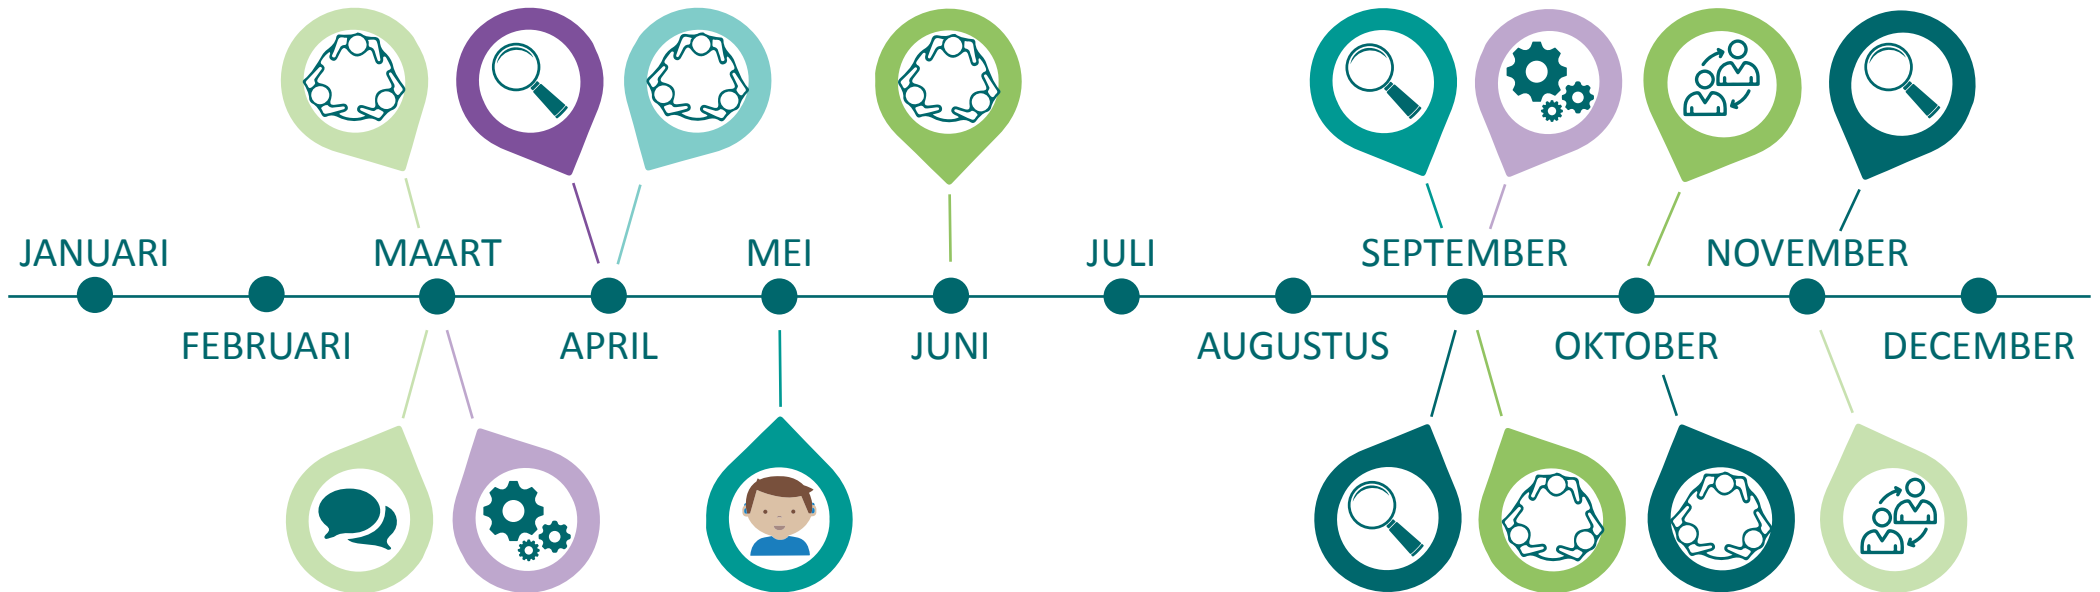 JANUARI
FEBRUARI
MAART
APRIL
MEI
JUNI
JULI
AUGUSTUS
SEPTEMBER
OKTOBER
NOVEMBER
DECEMBER